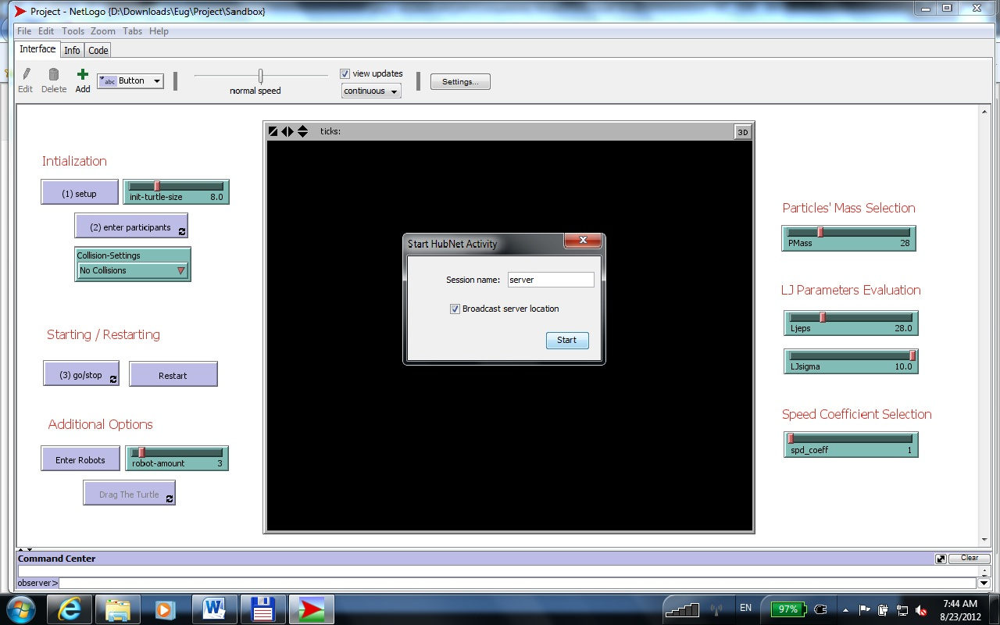 Project - NetLogo {D:\Downloads\Eug\Project\Sandbox}
File Edit Tools Zoom Tabs Help
Interface Info Code
Edit Delete Add abc Button normal speed view updates continuous Settings...
ticks: 3D
Intialization
(1) setup init-turtle-size 8.0
(2) enter participants
Collision-Settings
No Collisions
Starting / Restarting
(3) go/stop Restart
Additional Options
Enter Robots robot-amount 3
Drag The Turtle
Start HubNet Activity
Session name: server
Broadcast server location
Start
Particles' Mass Selection
PMass 28
LJ Parameters Evaluation
Ljeps 28.0
LJsigma 10.0
Speed Coefficient Selection
spd_coeff 1
Command Center Clear
observer>
EN 97% 7:44 AM
8/23/2012